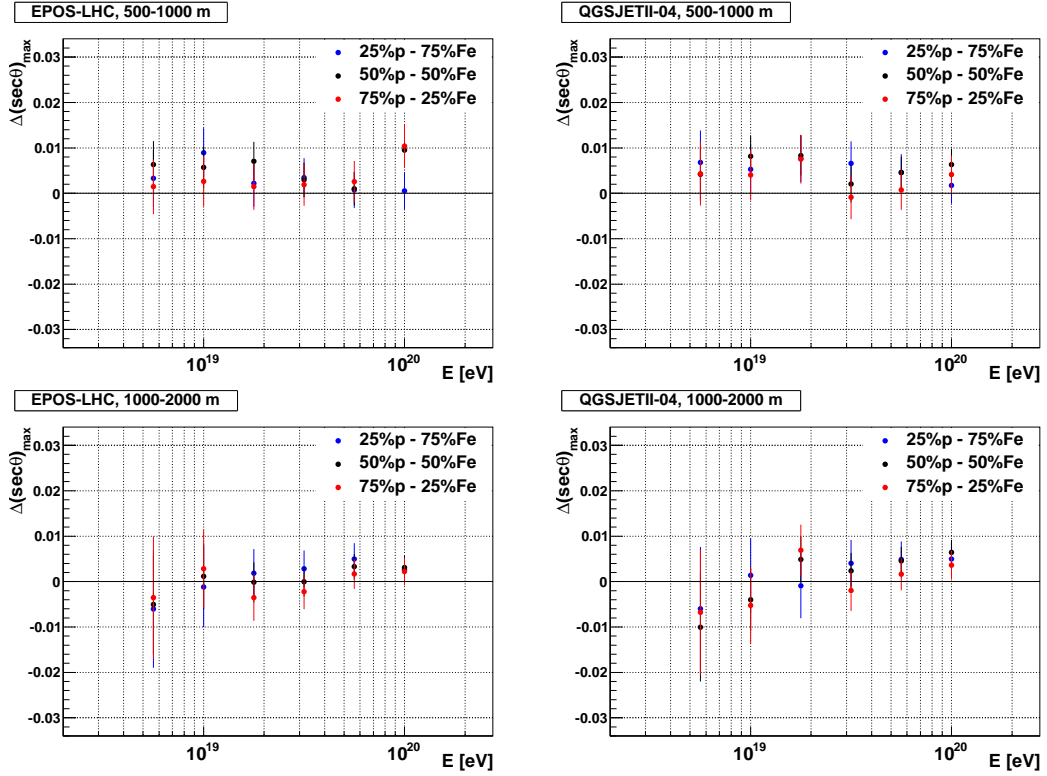 EPOS-LHC, 500-1000 m
Δ(secθ)max
0.03
0.02
0.01
0
-0.01
-0.02
-0.03
25%p - 75%Fe
50%p - 50%Fe
75%p - 25%Fe
10^19
10^20
E [eV]
QGSJETII-04, 500-1000 m
Δ(secθ)max
0.03
0.02
0.01
0
-0.01
-0.02
-0.03
25%p - 75%Fe
50%p - 50%Fe
75%p - 25%Fe
10^19
10^20
E [eV]
EPOS-LHC, 1000-2000 m
Δ(secθ)max
0.03
0.02
0.01
0
-0.01
-0.02
-0.03
25%p - 75%Fe
50%p - 50%Fe
75%p - 25%Fe
10^19
10^20
E [eV]
QGSJETII-04, 1000-2000 m
Δ(secθ)max
0.03
0.02
0.01
0
-0.01
-0.02
-0.03
25%p - 75%Fe
50%p - 50%Fe
75%p - 25%Fe
10^19
10^20
E [eV]